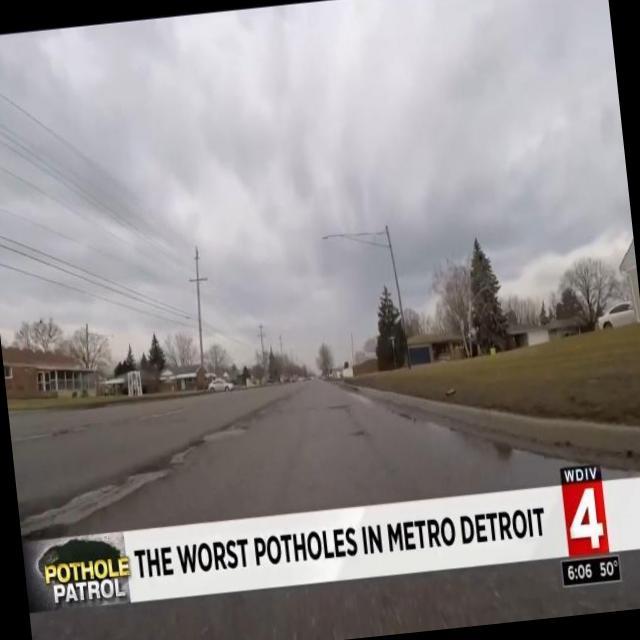 WDIV
4
POTHOLE
PATROL
THE WORST POTHOLES IN METRO DETROIT
6:06 50°